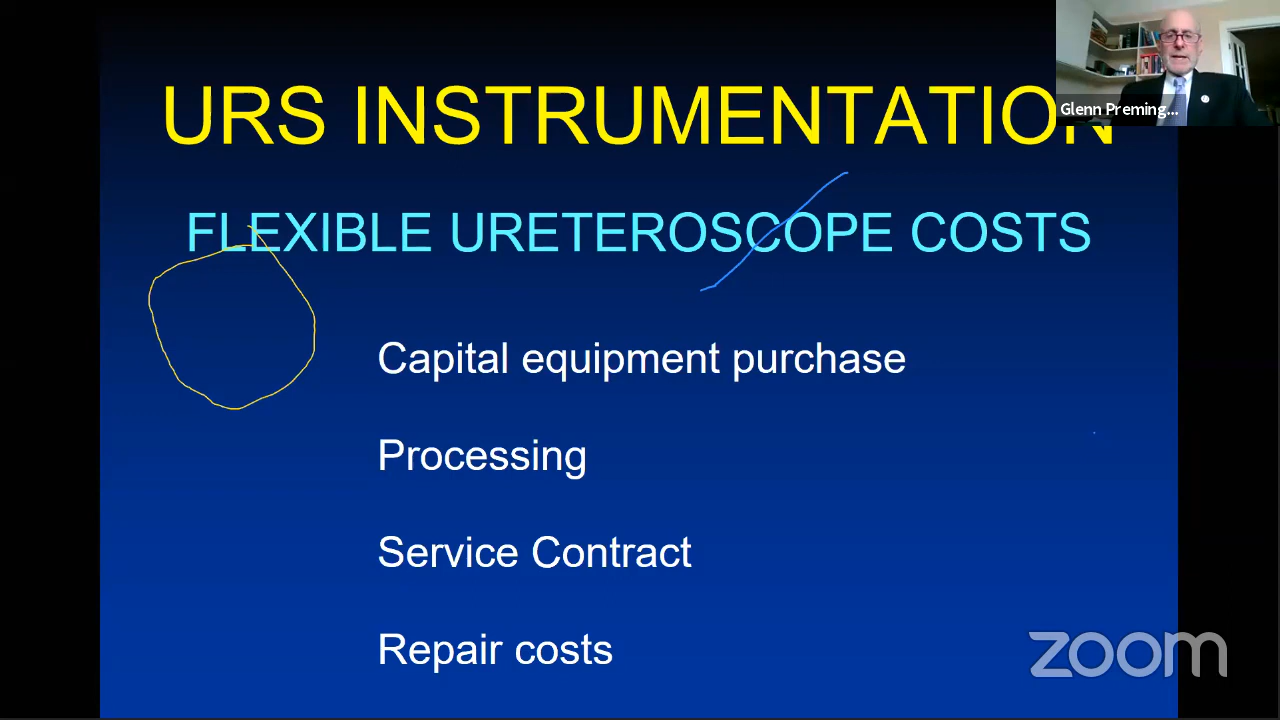 URS INSTRUMENTATION
Glenn Preming...
FLEXIBLE URETEROSCOPE COSTS
Capital equipment purchase
Processing
Service Contract
Repair costs
zoom